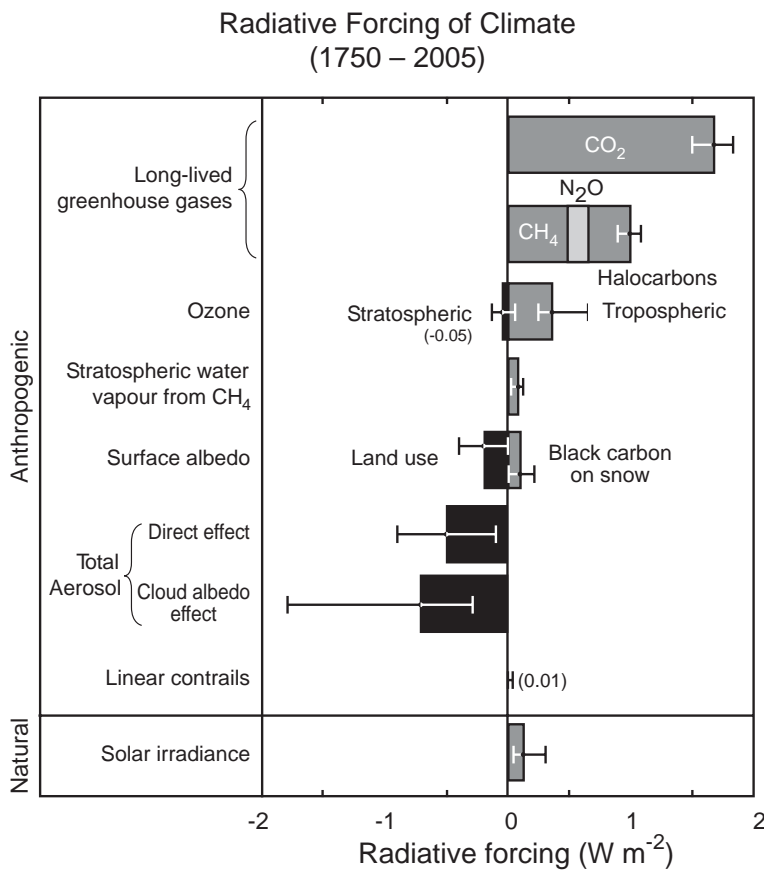 Radiative Forcing of Climate
(1750 – 2005)
Anthropogenic
Long-lived
greenhouse gases
CO2
N2O
CH4
Halocarbons
Ozone
Stratospheric
(-0.05)
Tropospheric
Stratospheric water
vapour from CH4
Surface albedo
Land use
Black carbon
on snow
Total
Aerosol
Direct effect
Cloud albedo
effect
Linear contrails
(0.01)
Natural
Solar irradiance
-2 -1 0 1 2
Radiative forcing (W m-2)